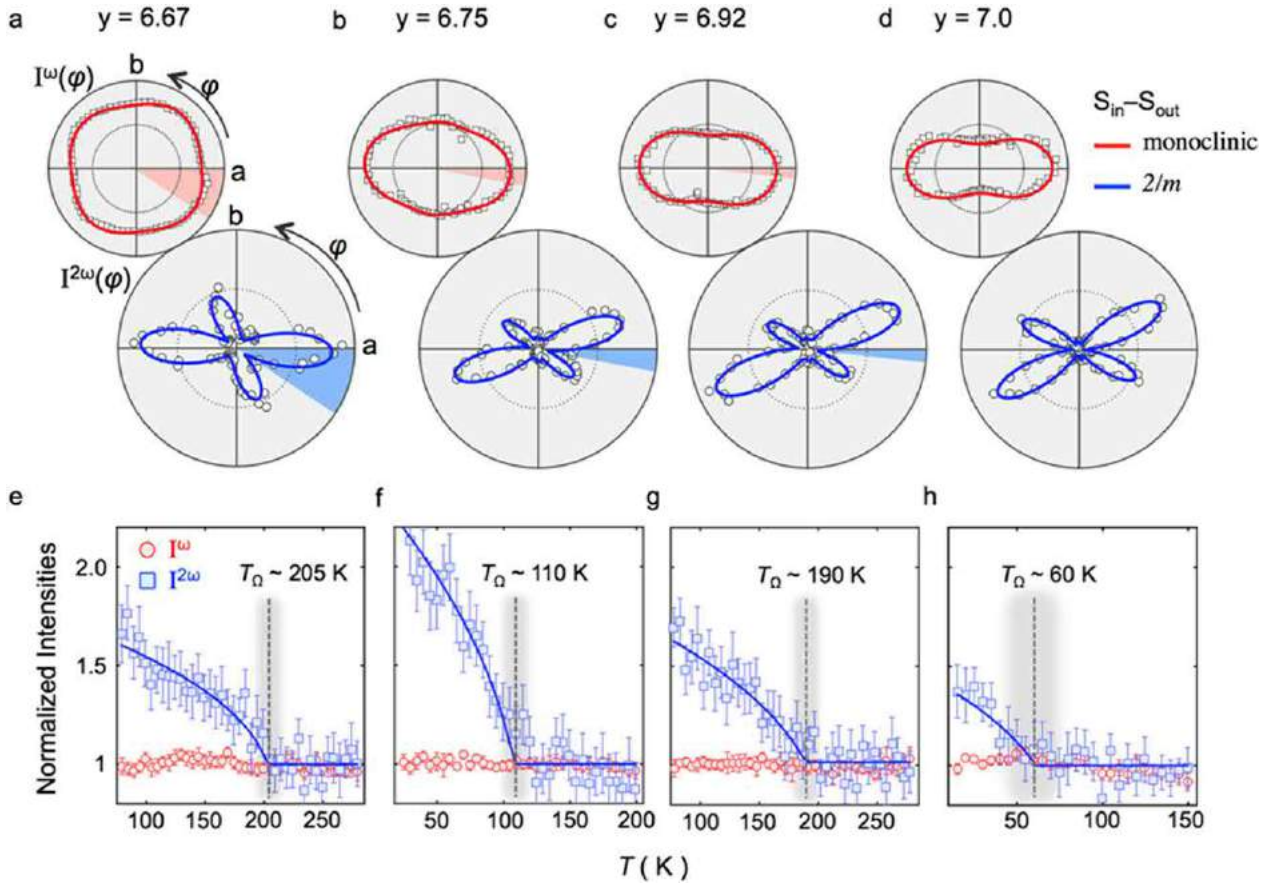 a y = 6.67 b y = 6.75 c y = 6.92 d y = 7.0
Iω(φ) b φ
a
b φ
I2ω(φ)
a
Sin–Sout
monoclinic
2/m
e f g h
Normalized Intensities
2.0
1.5
1
Iω
I2ω
TΩ ~ 205 K
TΩ ~ 110 K
TΩ ~ 190 K
TΩ ~ 60 K
100 150 200 250 50 100 150 200 100 150 200 250 50 100 150
T ( K )